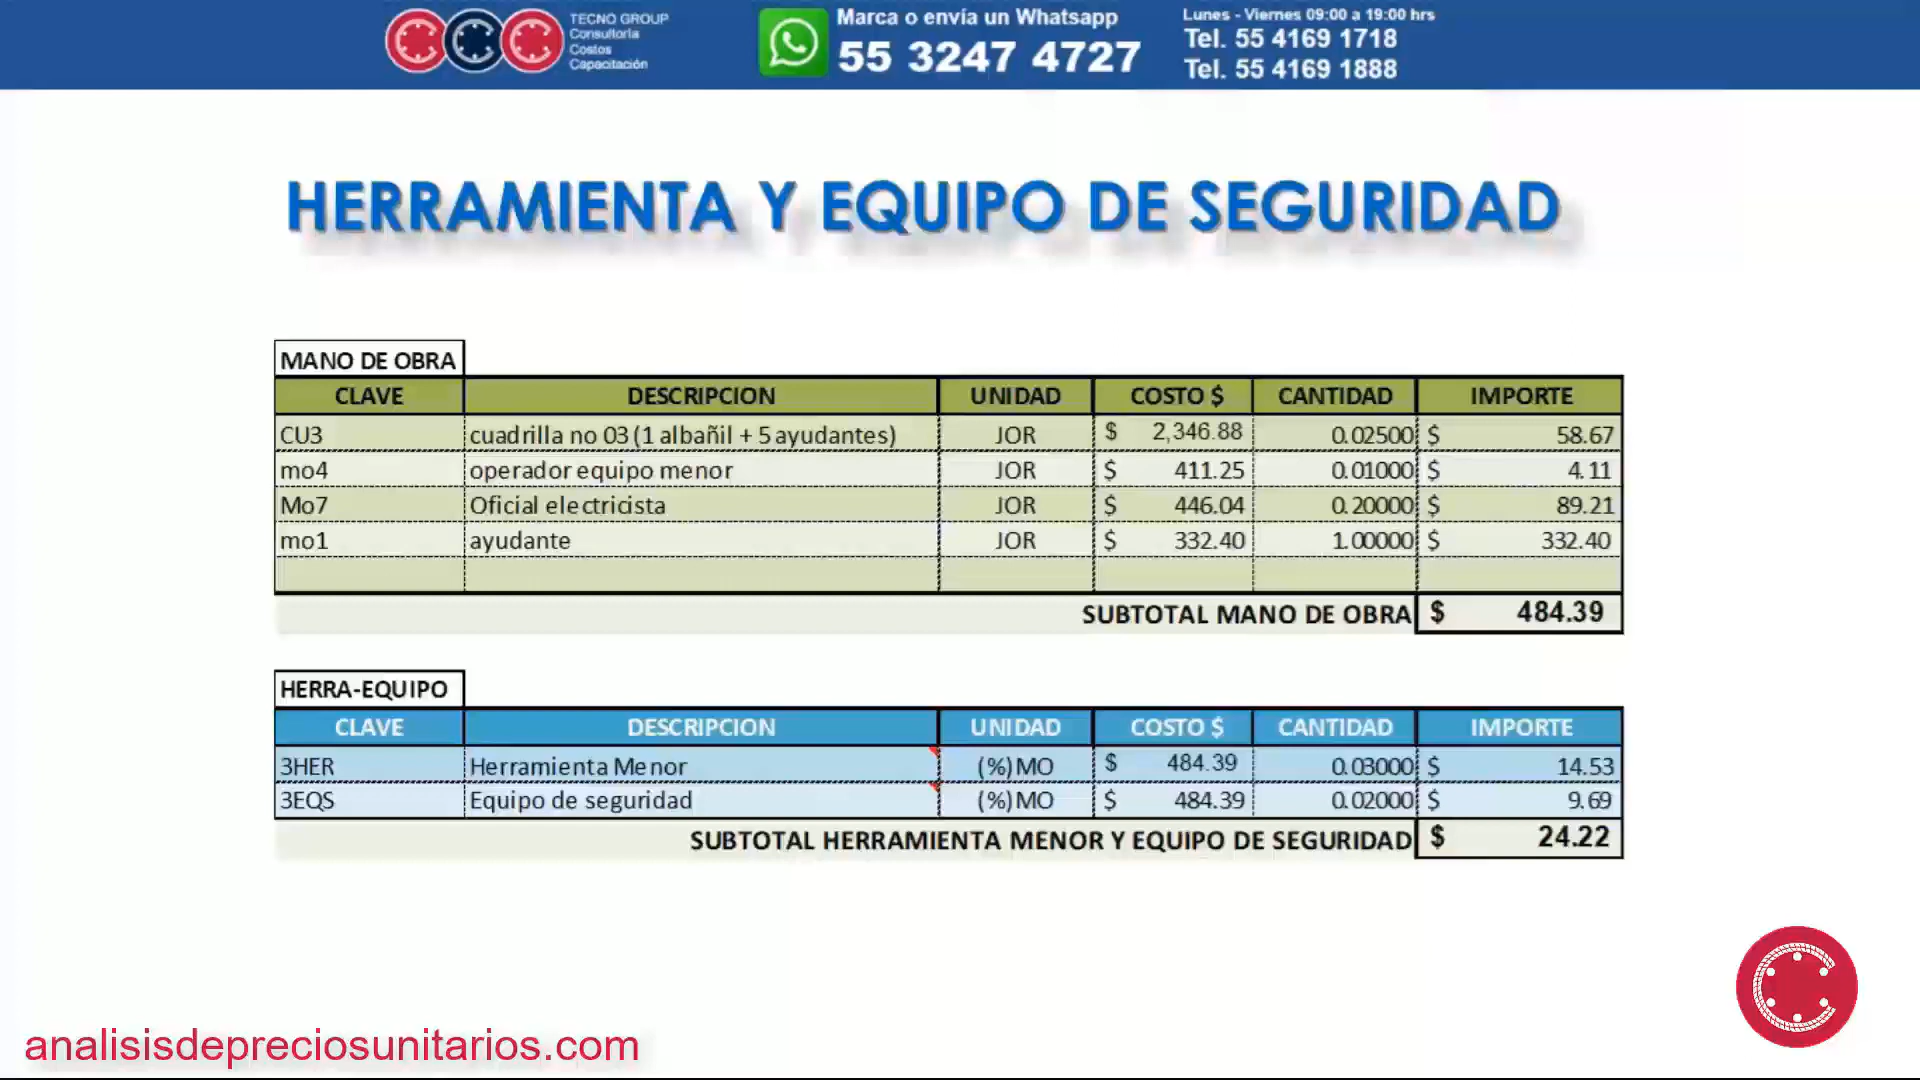 TECNO GROUP
Consultoría
Costos
Capacitación
Marca o envía un Whatsapp
55 3247 4727
Lunes - Viernes 09:00 a 19:00 hrs
Tel. 55 4169 1718
Tel. 55 4169 1888
HERRAMIENTA Y EQUIPO DE SEGURIDAD
MANO DE OBRA
CLAVE DESCRIPCION UNIDAD COSTO $ CANTIDAD IMPORTE
CU3 cuadrilla no 03 (1 albañil + 5 ayudantes) JOR $ 2,346.88 0.02500 $ 58.67
mo4 operador equipo menor JOR $ 411.25 0.01000 $ 4.11
Mo7 Oficial electricista JOR $ 446.04 0.20000 $ 89.21
mo1 ayudante JOR $ 332.40 1.00000 $ 332.40
SUBTOTAL MANO DE OBRA $ 484.39
HERRA-EQUIPO
CLAVE DESCRIPCION UNIDAD COSTO $ CANTIDAD IMPORTE
3HER Herramienta Menor (%)MO $ 484.39 0.03000 $ 14.53
3EQS Equipo de seguridad (%)MO $ 484.39 0.02000 $ 9.69
SUBTOTAL HERRAMIENTA MENOR Y EQUIPO DE SEGURIDAD $ 24.22
analisisdepreciosunitarios.com